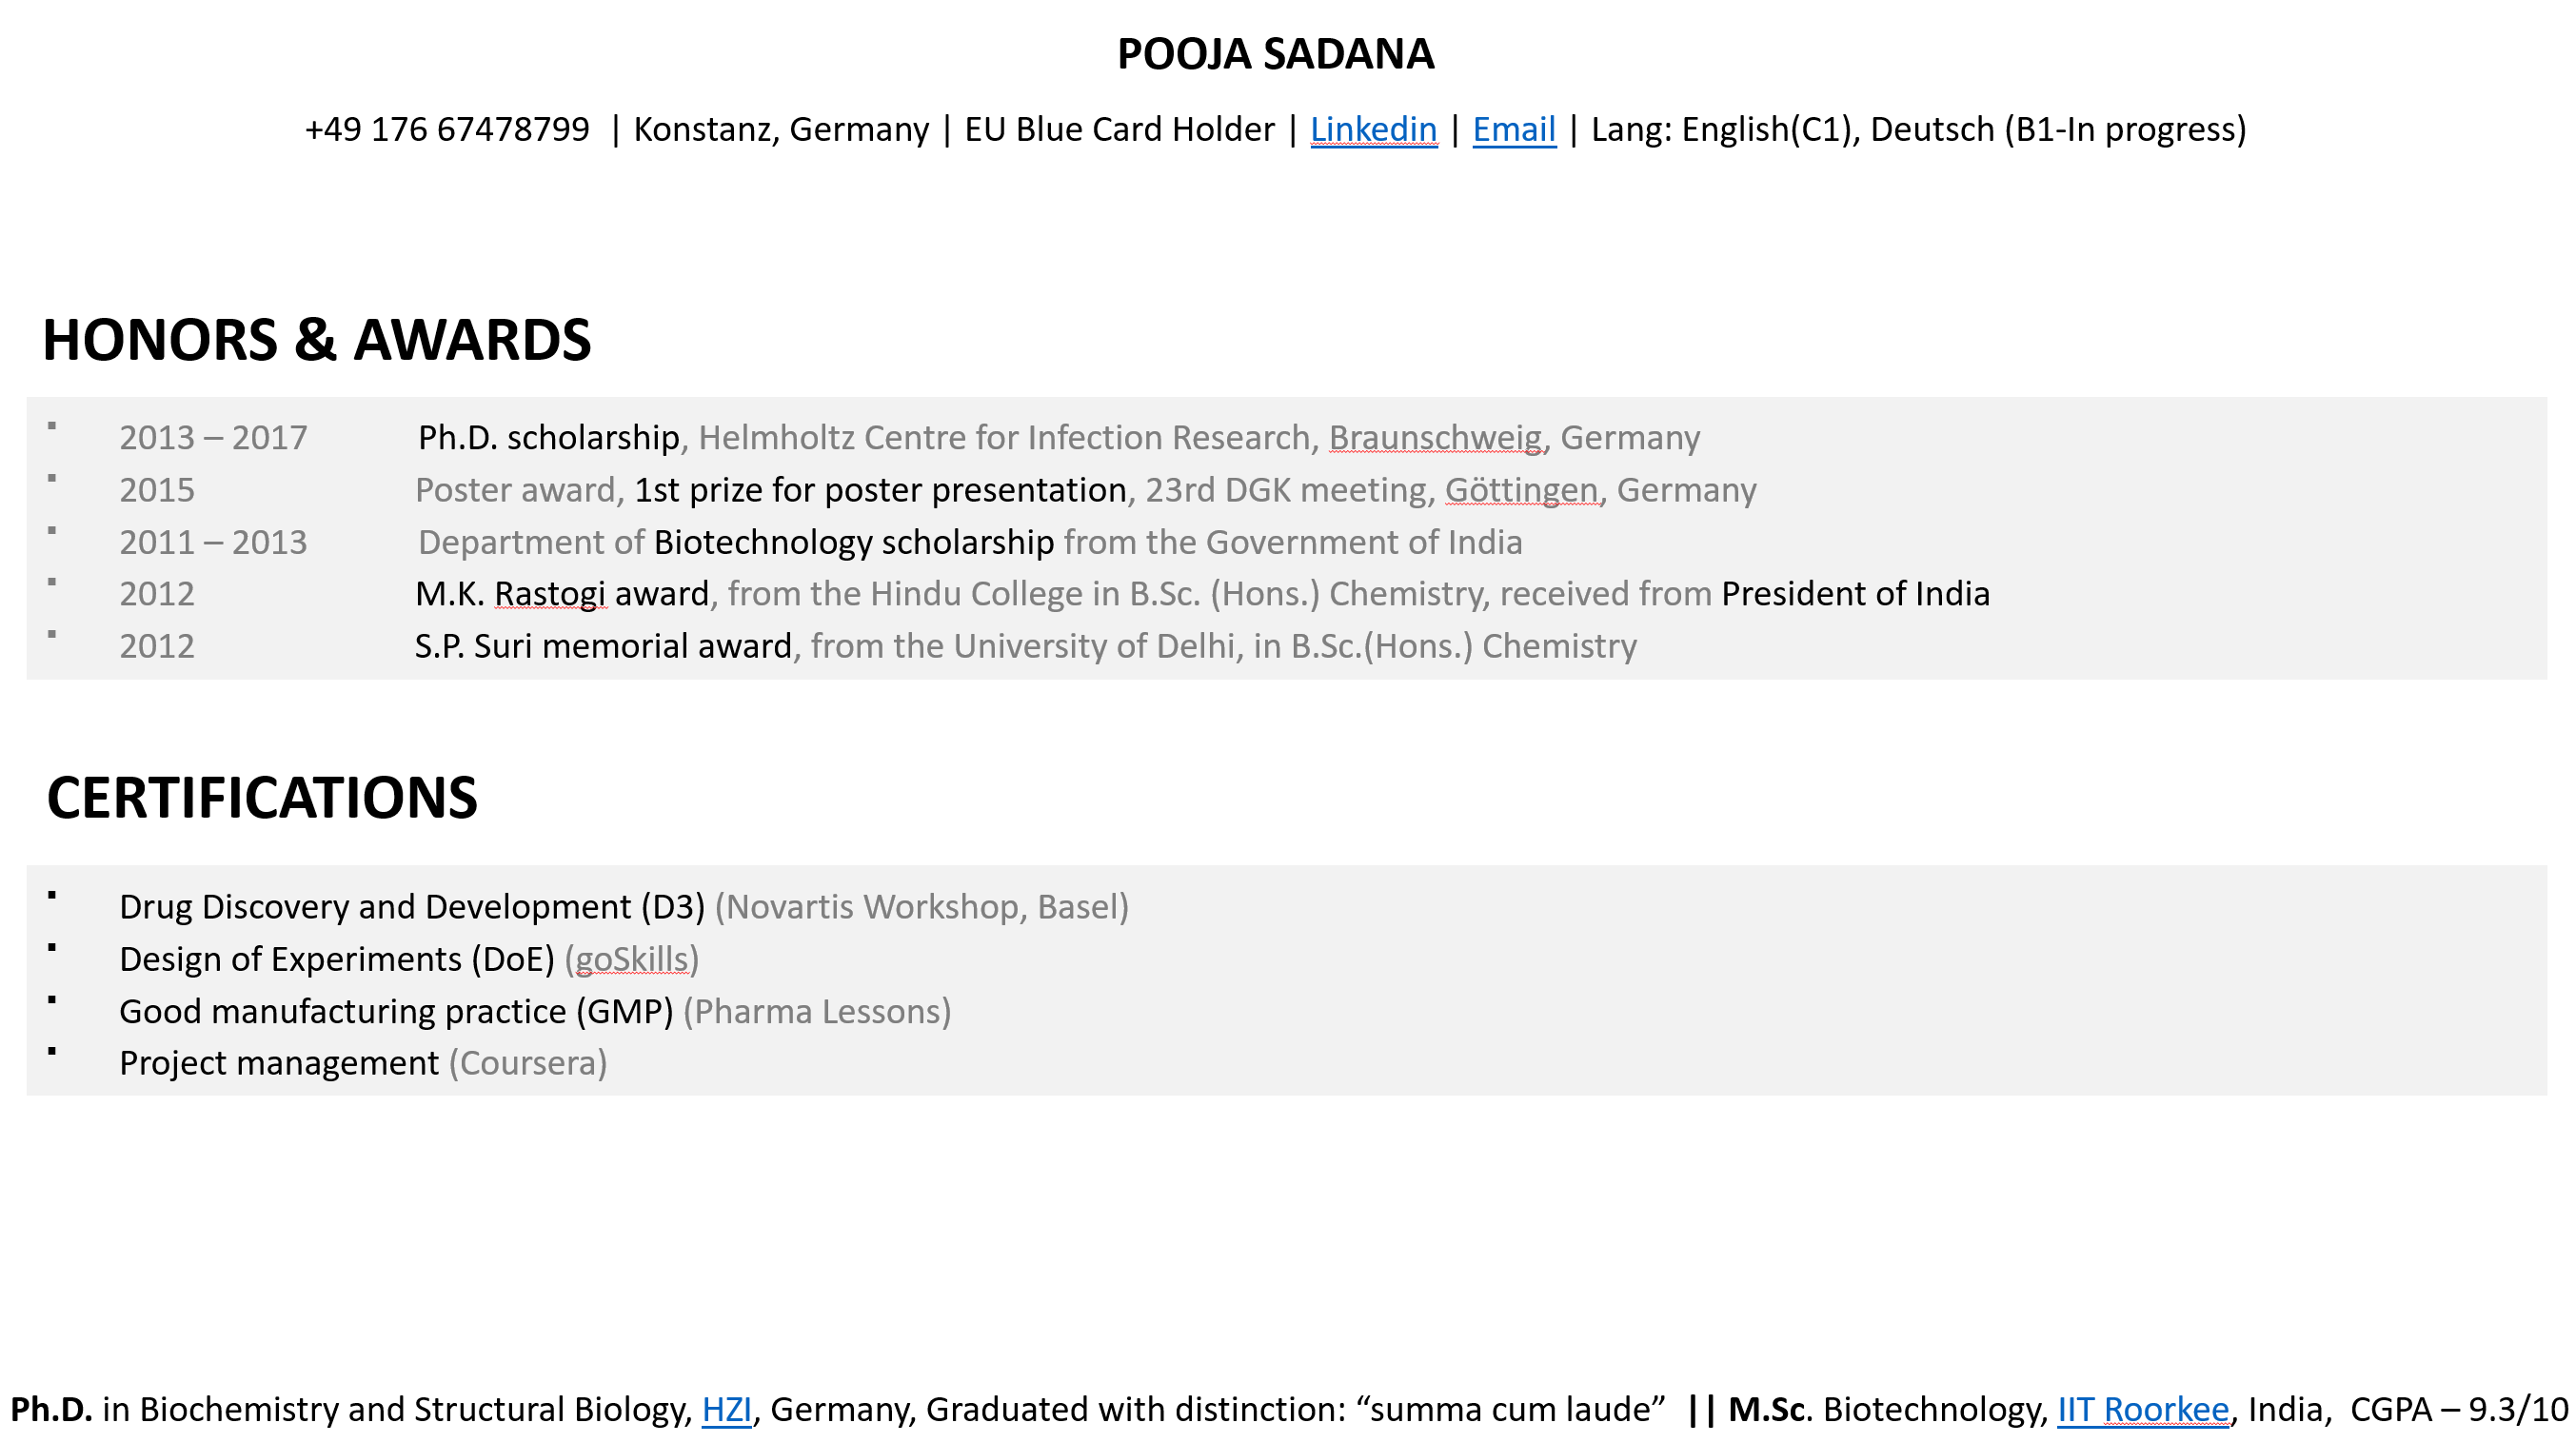 POOJA SADANA
+49 176 67478799 | Konstanz, Germany | EU Blue Card Holder | Linkedin | Email | Lang: English(C1), Deutsch (B1-In progress)
HONORS & AWARDS
▪ 2013 – 2017 Ph.D. scholarship, Helmholtz Centre for Infection Research, Braunschweig, Germany
▪ 2015 Poster award, 1st prize for poster presentation, 23rd DGK meeting, Göttingen, Germany
▪ 2011 – 2013 Department of Biotechnology scholarship from the Government of India
▪ 2012 M.K. Rastogi award, from the Hindu College in B.Sc. (Hons.) Chemistry, received from President of India
▪ 2012 S.P. Suri memorial award, from the University of Delhi, in B.Sc.(Hons.) Chemistry
CERTIFICATIONS
▪ Drug Discovery and Development (D3) (Novartis Workshop, Basel)
▪ Design of Experiments (DoE) (goSkills)
▪ Good manufacturing practice (GMP) (Pharma Lessons)
▪ Project management (Coursera)
Ph.D. in Biochemistry and Structural Biology, HZI, Germany, Graduated with distinction: “summa cum laude” || M.Sc. Biotechnology, IIT Roorkee, India, CGPA – 9.3/10